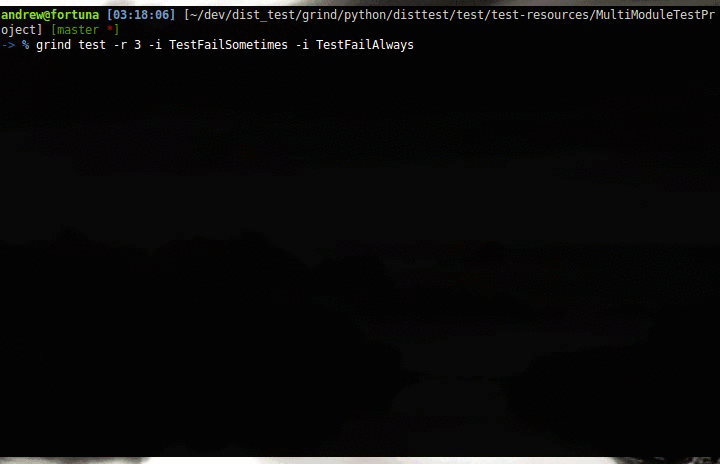 andrew@fortuna [03:18:06] [~/dev/dist_test/grind/python/disttest/test/test-resources/MultiModuleTestPr
oject] [master *]
-> % grind test -r 3 -i TestFailSometimes -i TestFailAlways